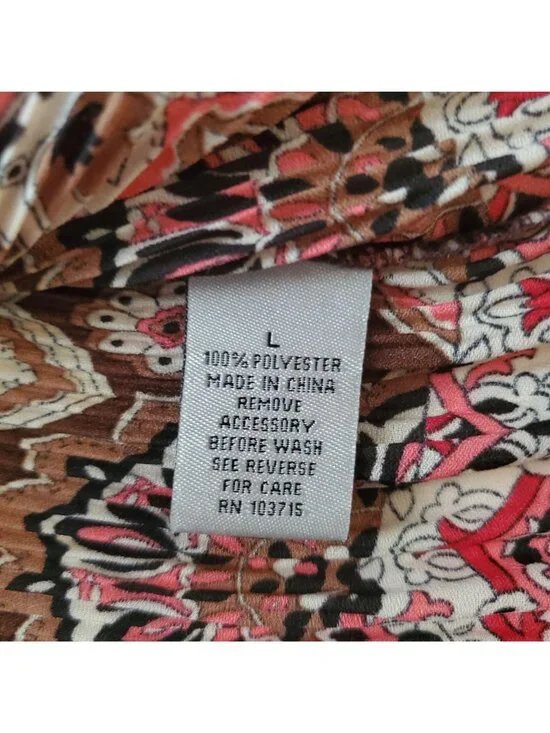 L
100% POLYESTER
MADE IN CHINA
REMOVE
ACCESSORY
BEFORE WASH
SEE REVERSE
FOR CARE
RN 103715